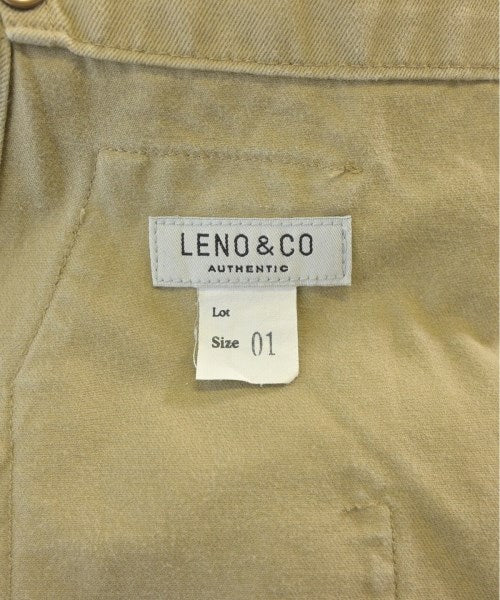 LENO & CO
AUTHENTIC
Lot
Size 01